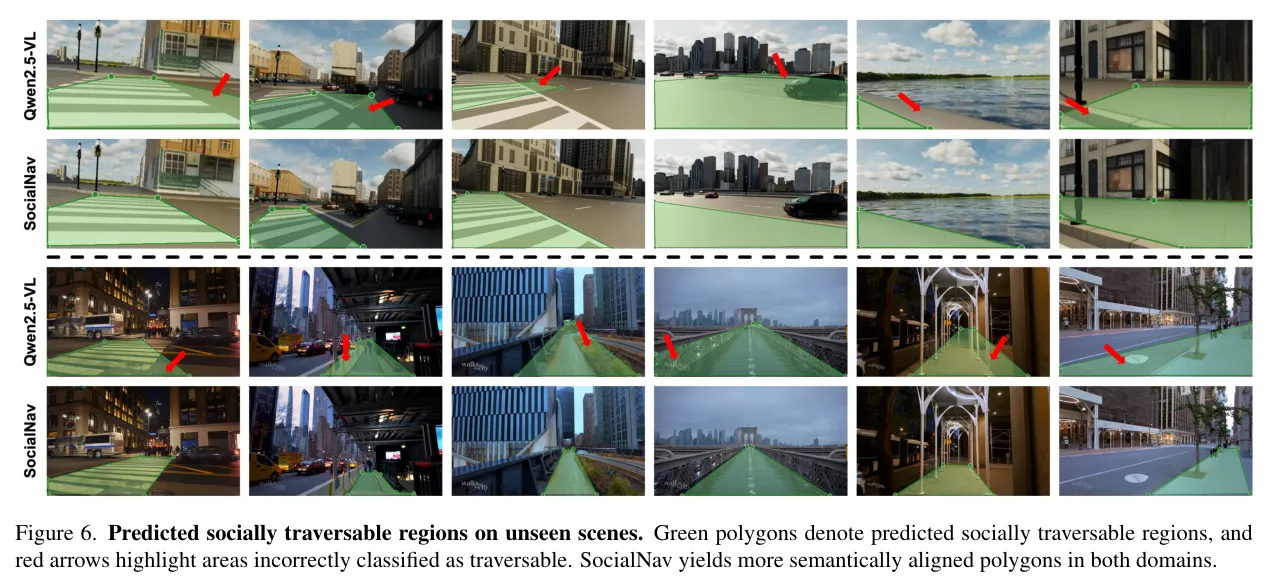 Qwen2.5-VL
SocialNav
Qwen2.5-VL
SocialNav
Figure 6. Predicted socially traversable regions on unseen scenes. Green polygons denote predicted socially traversable regions, and
red arrows highlight areas incorrectly classified as traversable. SocialNav yields more semantically aligned polygons in both domains.